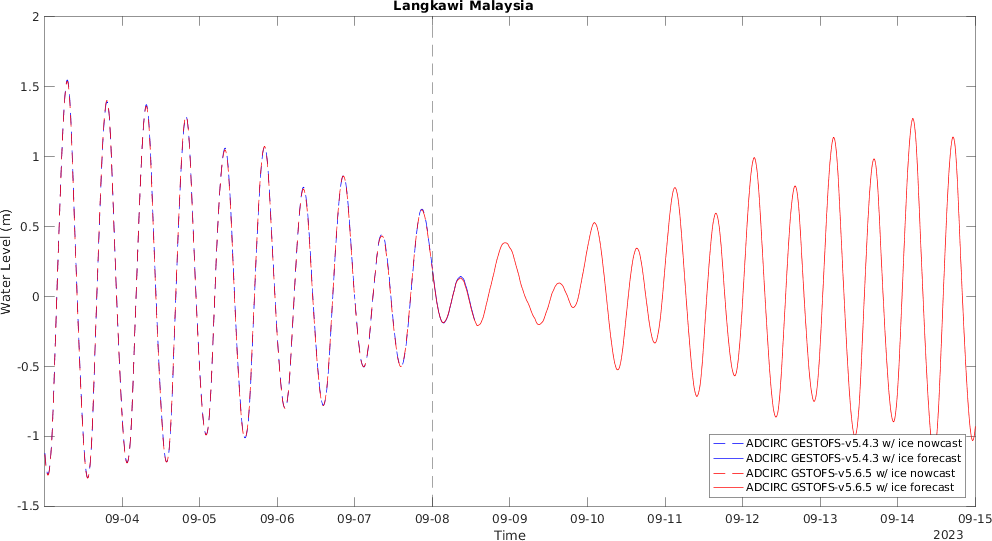 Langkawi Malaysia
2
1.5
1
0.5
0
-0.5
-1
-1.5
Water Level (m)
09-04 09-05 09-06 09-07 09-08 09-09 09-10 09-11 09-12 09-13 09-14 09-15
Time
2023
ADCIRC GESTOFS-v5.4.3 w/ ice nowcast
ADCIRC GESTOFS-v5.4.3 w/ ice forecast
ADCIRC GSTOFS-v5.6.5 w/ ice nowcast
ADCIRC GSTOFS-v5.6.5 w/ ice forecast